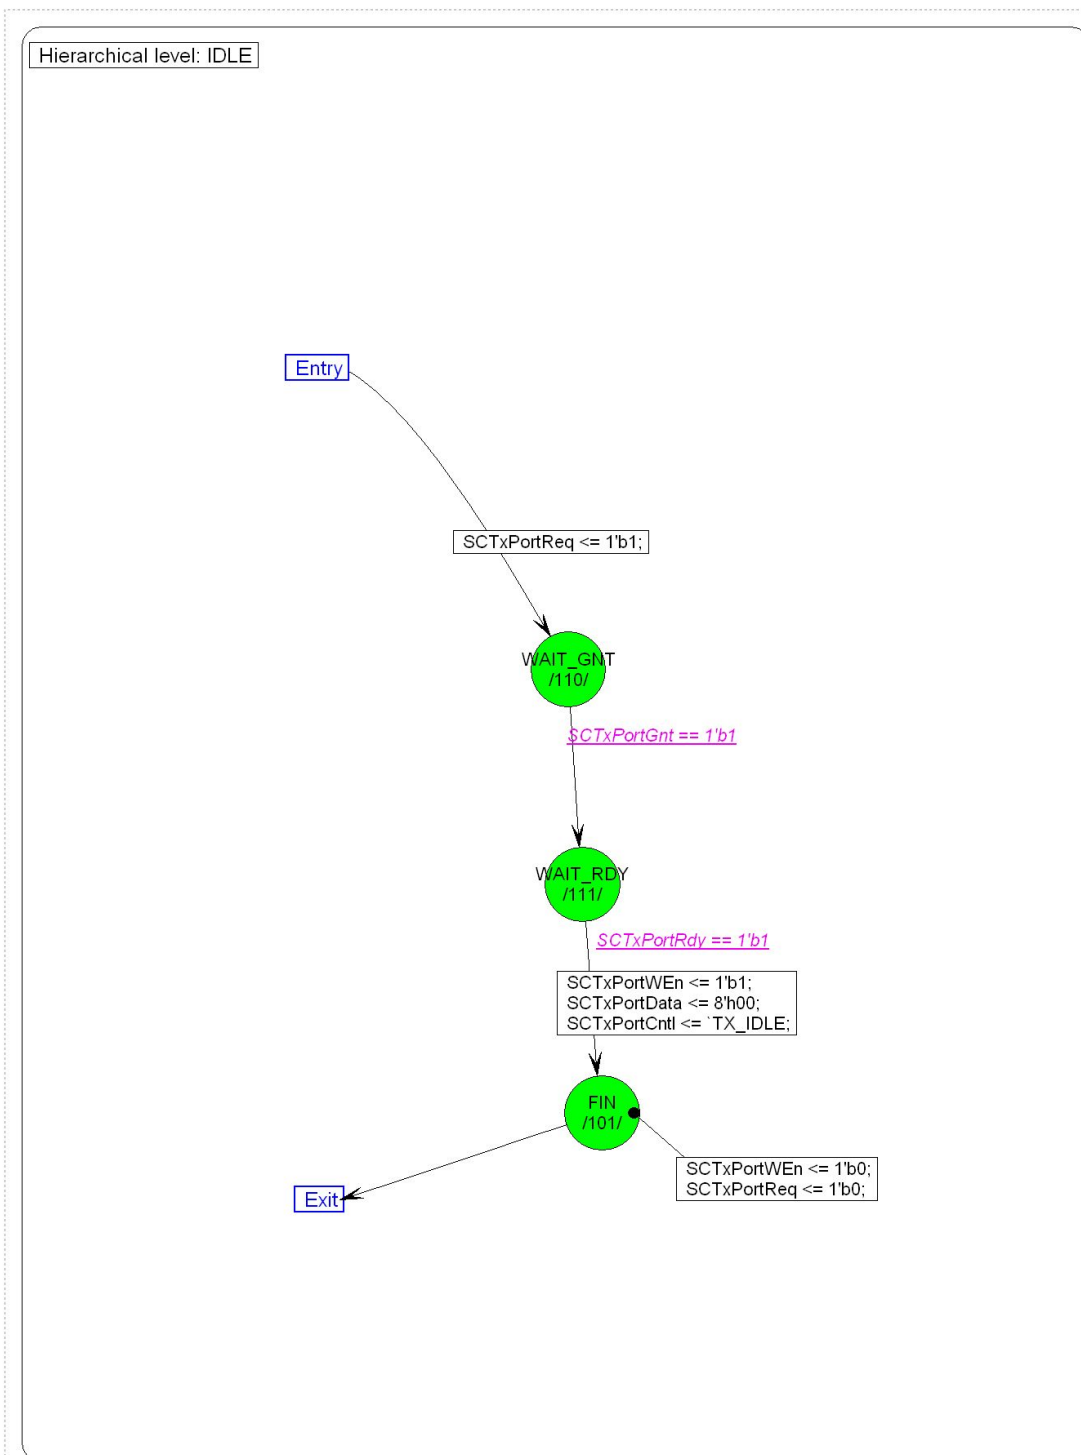 Hierarchical level: IDLE
Entry
SCTxPortReq <= 1'b1;
WAIT_GNT
/110/
SCTxPortGnt == 1'b1
WAIT_RDY
/111/
SCTxPortRdy == 1'b1
SCTxPortWEn <= 1'b1;
SCTxPortData <= 8'h00;
SCTxPortCntl <= `TX_IDLE;
FIN
/101/
SCTxPortWEn <= 1'b0;
SCTxPortReq <= 1'b0;
Exit